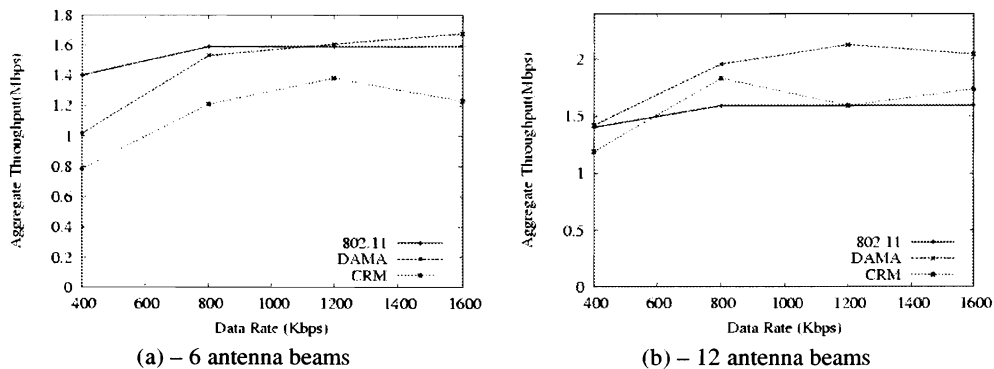 1.8
1.6
1.4
1.2
1
0.8
0.6
0.4
0.2
0
Aggregate Throughput(Mbps)
802.11
DAMA
CRM
400 600 800 1000 1200 1400 1600
Data Rate (Kbps)
(a) – 6 antenna beams
2
1.5
1
0.5
0
Aggregate Throughput (Mbps)
802.11
DAMA
CRM
400 600 800 1000 1200 1400 1600
Data Rate (Kbps)
(b) – 12 antenna beams